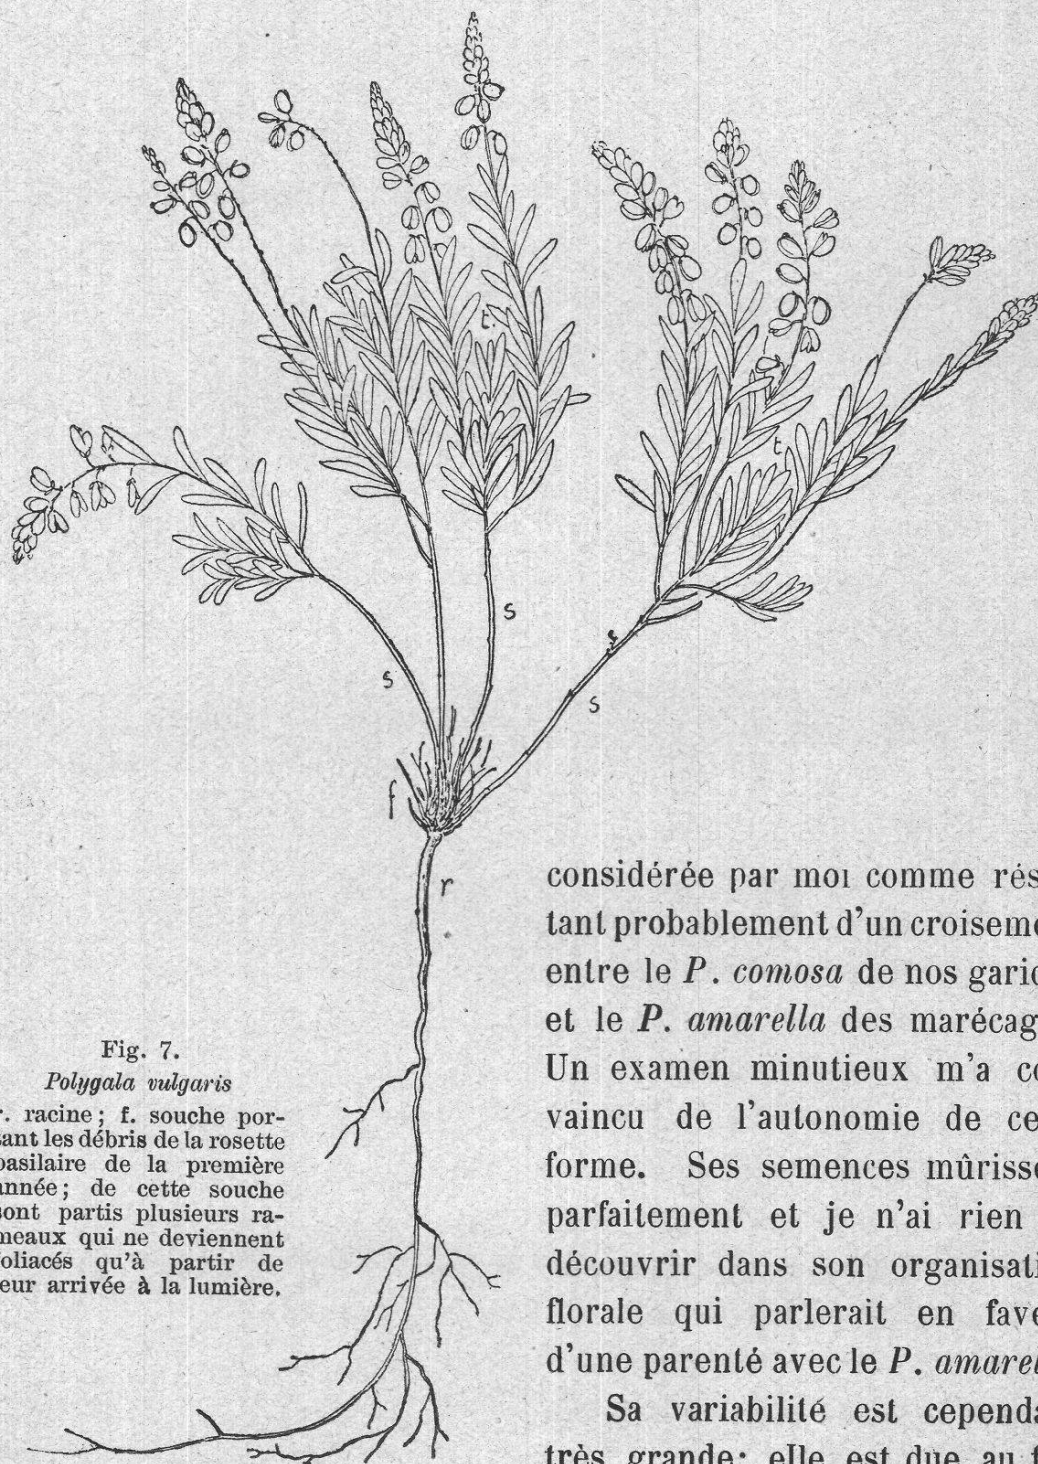 t.
t
s
s
s
f
r
considérée par moi comme rés
tant probablement d'un croiseme
entre le P. comosa de nos garic
et le P. amarella des marécag
Un examen minutieux m'a co
vaincu de l'autonomie de ce
forme. Ses semences mûrisse
parfaitement et je n'ai rien
découvrir dans son organisati
florale qui parlerait en fave
d'une parenté avec le P. amarel
Sa variabilité est cependa
très grande; elle est due au f
Fig. 7.
Polygala vulgaris
r. racine; f. souche por-
tant les débris de la rosette
basilaire de la première
année; de cette souche
sont partis plusieurs ra-
meaux qui ne deviennent
foliacés qu'à partir de
leur arrivée à la lumière.